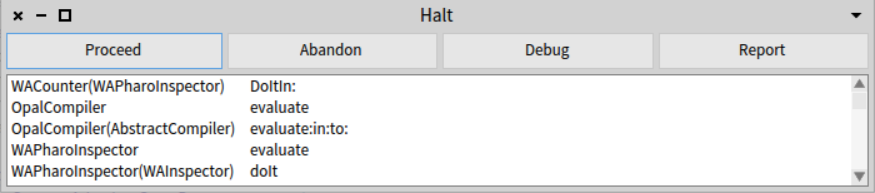 Halt
Proceed Abandon Debug Report
WACounter(WAPharoInspector) DoItIn:
OpalCompiler evaluate
OpalCompiler(AbstractCompiler) evaluate:in:to:
WAPharoInspector evaluate
WAPharoInspector(WAInspector) doIt